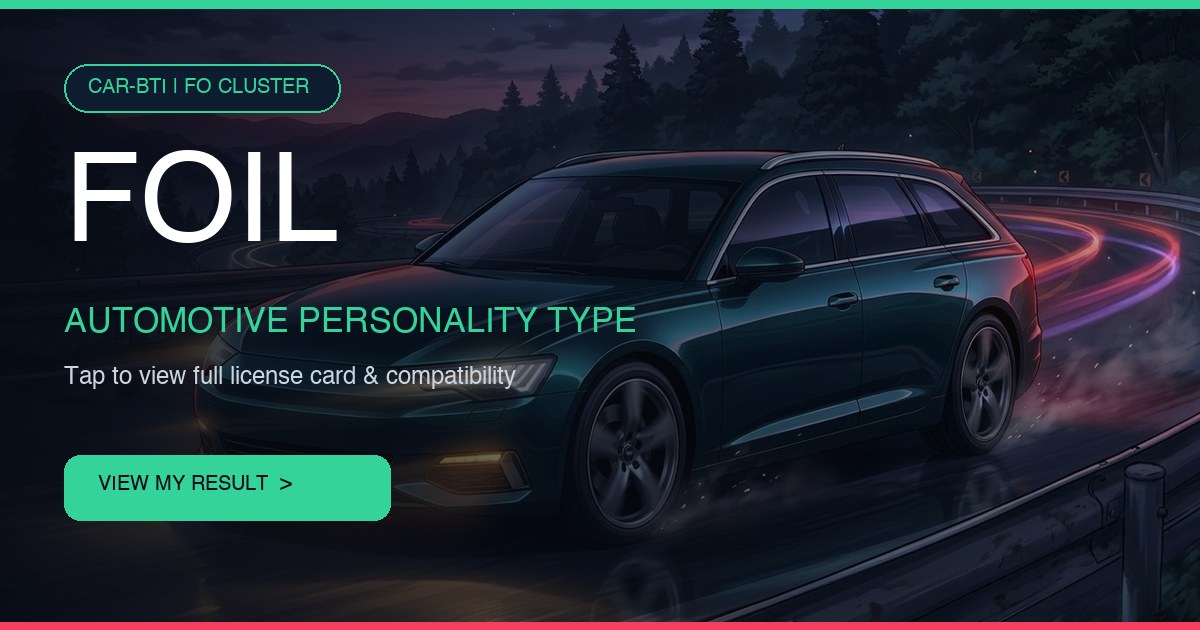 CAR-BTI | FO CLUSTER
FOIL
AUTOMOTIVE PERSONALITY TYPE
Tap to view full license card & compatibility
VIEW MY RESULT >